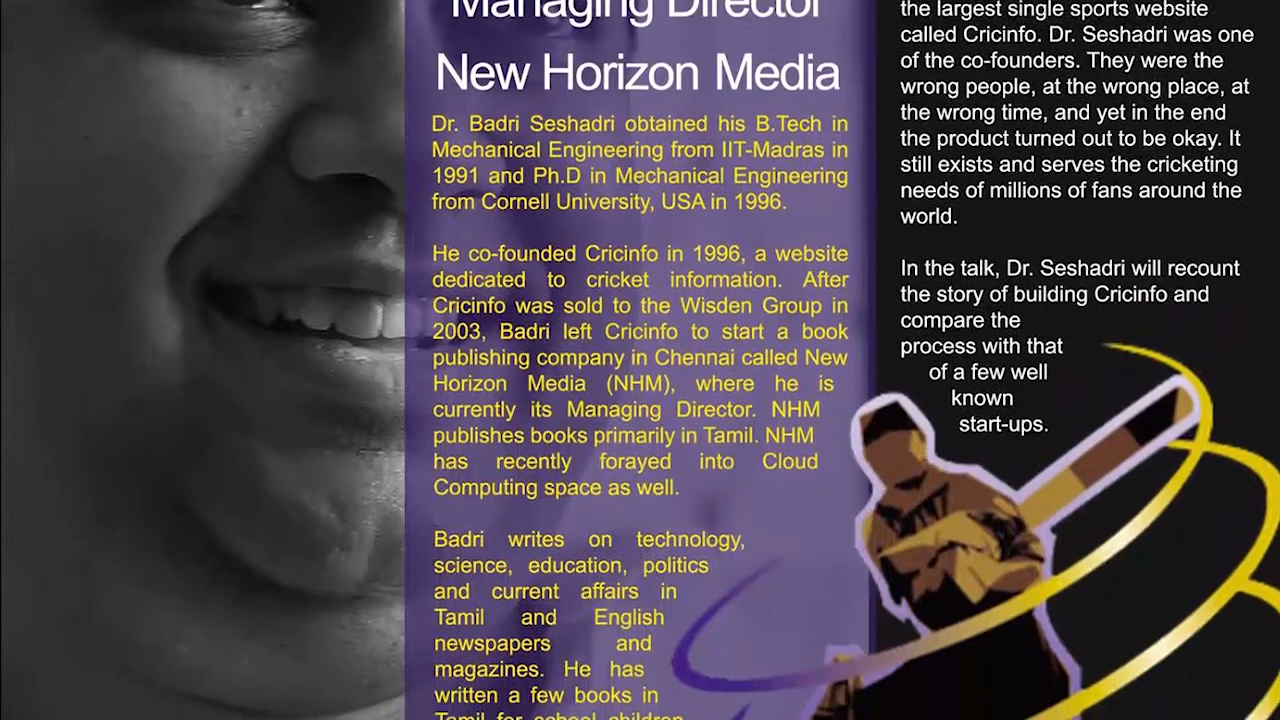 Managing Director
New Horizon Media
Dr. Badri Seshadri obtained his B.Tech in
Mechanical Engineering from IIT-Madras in
1991 and Ph.D in Mechanical Engineering
from Cornell University, USA in 1996.
He co-founded Cricinfo in 1996, a website
dedicated to cricket information. After
Cricinfo was sold to the Wisden Group in
2003, Badri left Cricinfo to start a book
publishing company in Chennai called New
Horizon Media (NHM), where he is
currently its Managing Director. NHM
publishes books primarily in Tamil. NHM
has recently forayed into Cloud
Computing space as well.
Badri writes on technology,
science, education, politics
and current affairs in
Tamil and English
newspapers and
magazines. He has
written a few books in
Tamil for school children
the largest single sports website
called Cricinfo. Dr. Seshadri was one
of the co-founders. They were the
wrong people, at the wrong place, at
the wrong time, and yet in the end
the product turned out to be okay. It
still exists and serves the cricketing
needs of millions of fans around the
world.
In the talk, Dr. Seshadri will recount
the story of building Cricinfo and
compare the
process with that
of a few well
known
start-ups.